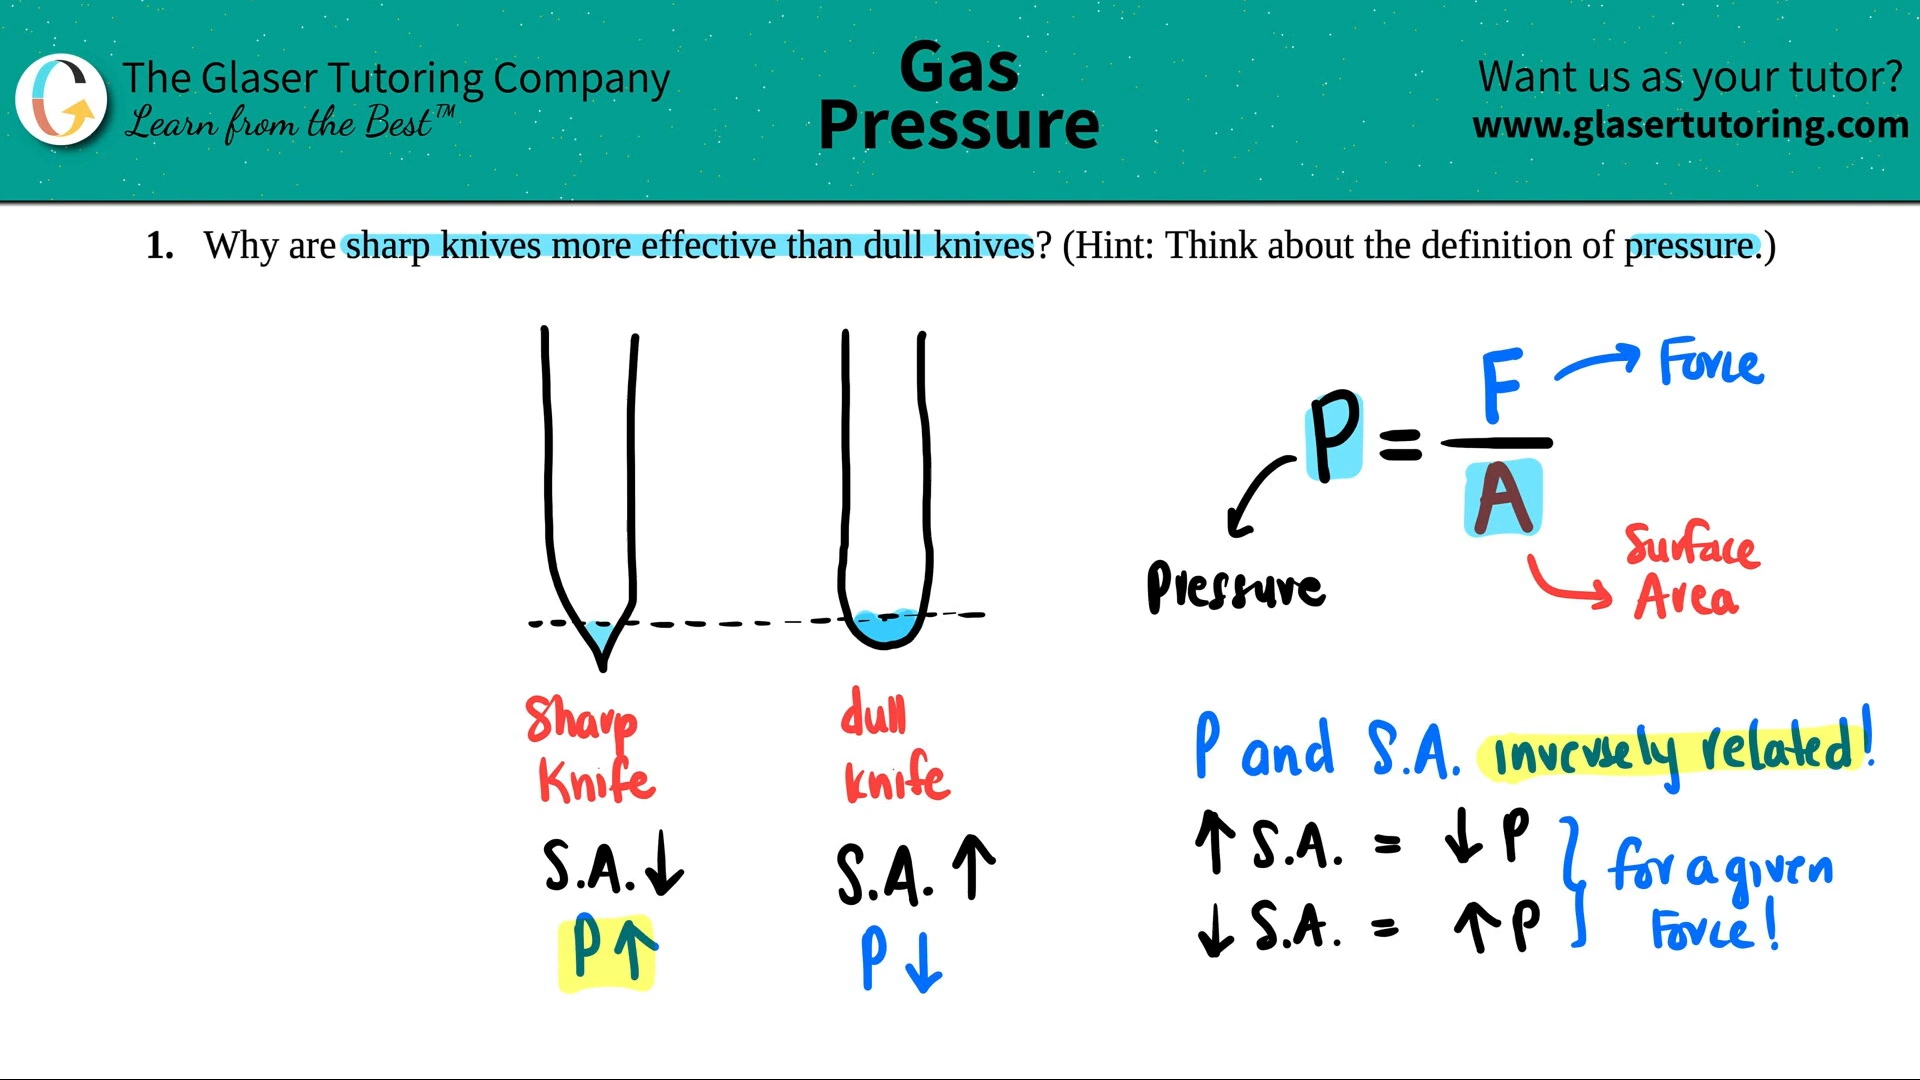 The Glaser Tutoring Company
Learn from the Best™
Gas
Pressure
Want us as your tutor?
www.glasertutoring.com
1. Why are sharp knives more effective than dull knives? (Hint: Think about the definition of pressure.)
P = F / A
Force
Pressure
Surface
Area
Sharp
Knife
S.A. ↓
P ↑
dull
knife
S.A. ↑
P ↓
P and S.A. inversely related!
↑ S.A. = ↓ P
↓ S.A. = ↑ P
for a given
Force!